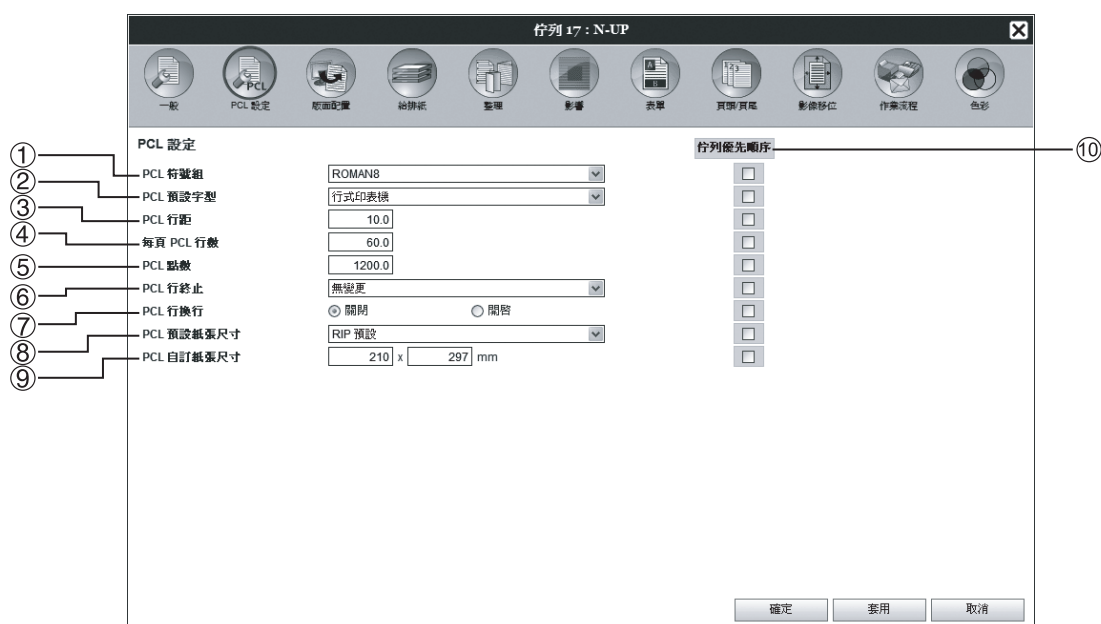 佇列 17 : N-UP
一般 PCL 設定 版面配置 給排紙 整理 影響 表單 頁頭/頁尾 影像移位 作業流程 色彩
PCL 設定 佇列優先順序 ⑩
① PCL 符號組 ROMAN8
② PCL 預設字型 行式印表機
③ PCL 行距 10.0
④ 每頁 PCL 行數 60.0
⑤ PCL 點數 1200.0
⑥ PCL 行終止 無變更
⑦ PCL 行換行 關閉 開啓
⑧ PCL 預設紙張尺寸 RIP 預設
⑨ PCL 自訂紙張尺寸 210 x 297 mm
確定 套用 取消